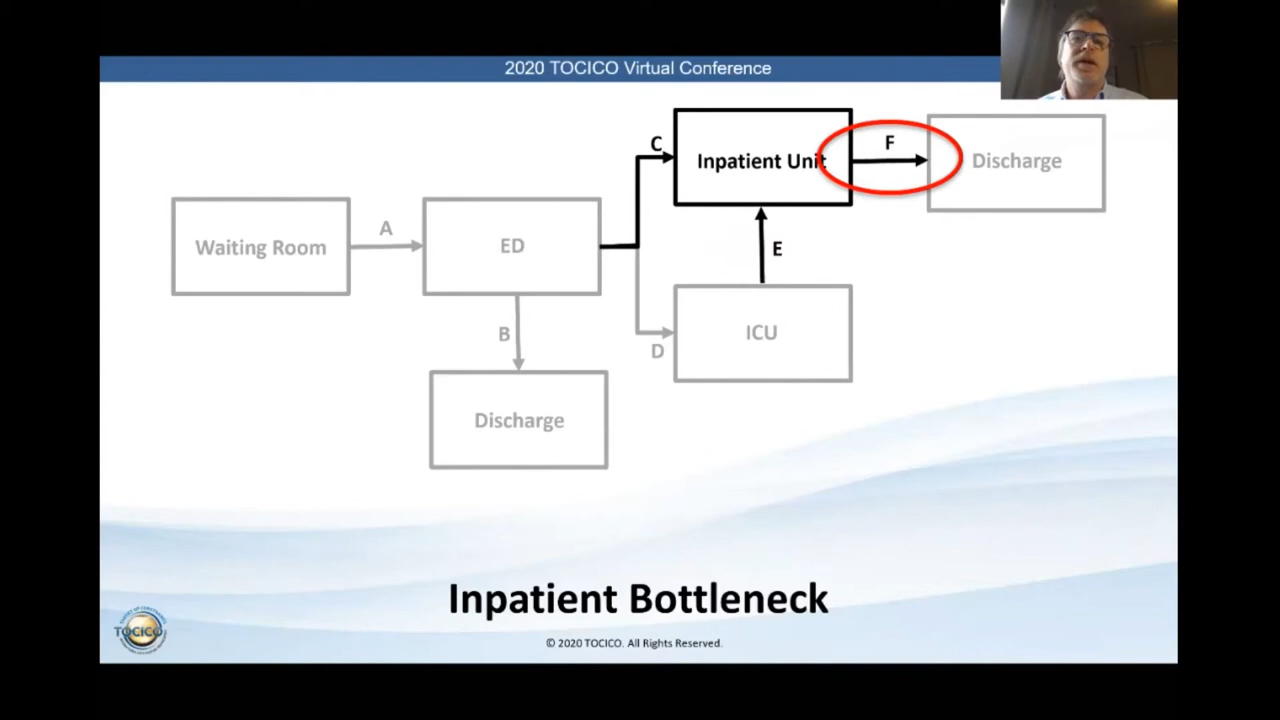 2020 TOCICO Virtual Conference
C
Inpatient Unit
F
Discharge
A
Waiting Room
ED
E
B
D
ICU
Discharge
Inpatient Bottleneck
TOCICO
© 2020 TOCICO. All Rights Reserved.